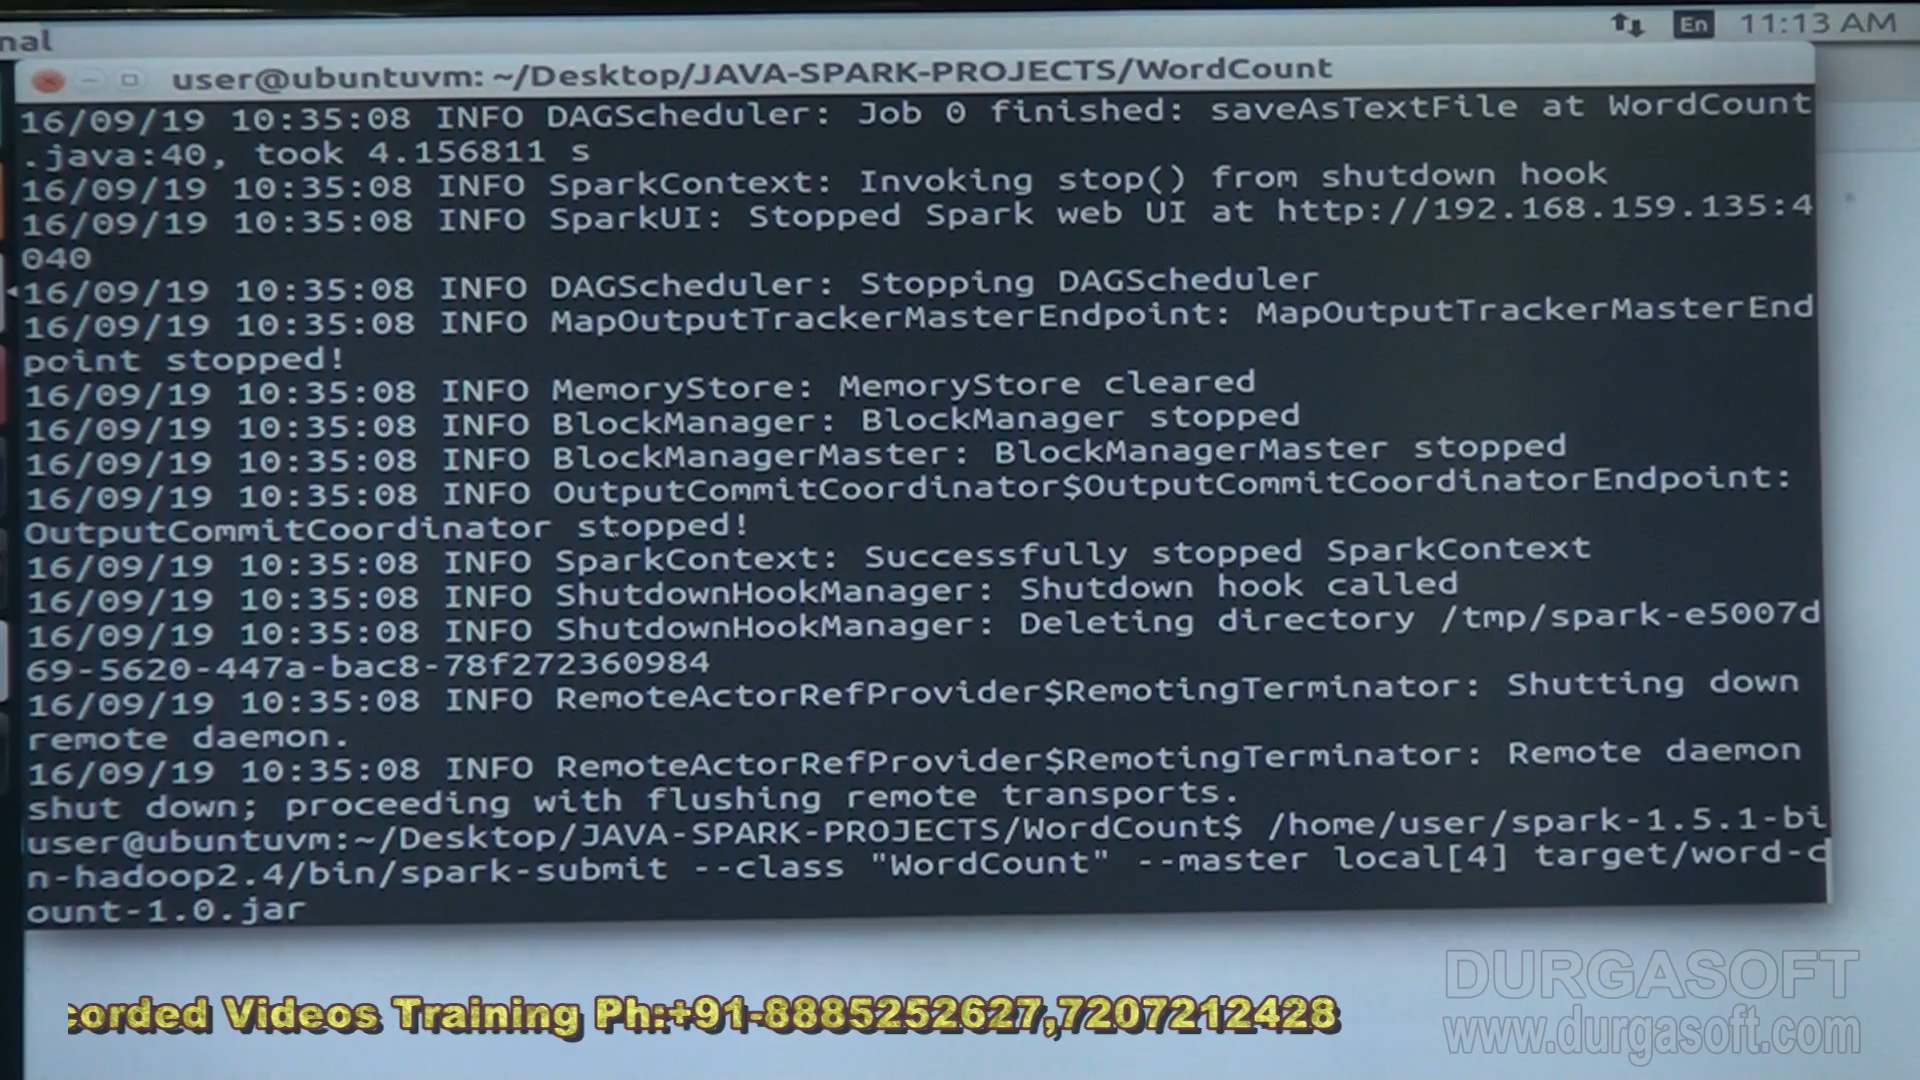 nal
En 11:13 AM
user@ubuntuvm: ~/Desktop/JAVA-SPARK-PROJECTS/WordCount
16/09/19 10:35:08 INFO DAGScheduler: Job 0 finished: saveAsTextFile at WordCount
.java:40, took 4.156811 s
16/09/19 10:35:08 INFO SparkContext: Invoking stop() from shutdown hook
16/09/19 10:35:08 INFO SparkUI: Stopped Spark web UI at http://192.168.159.135:4
040
16/09/19 10:35:08 INFO DAGScheduler: Stopping DAGScheduler
16/09/19 10:35:08 INFO MapOutputTrackerMasterEndpoint: MapOutputTrackerMasterEnd
point stopped!
16/09/19 10:35:08 INFO MemoryStore: MemoryStore cleared
16/09/19 10:35:08 INFO BlockManager: BlockManager stopped
16/09/19 10:35:08 INFO BlockManagerMaster: BlockManagerMaster stopped
16/09/19 10:35:08 INFO OutputCommitCoordinator$OutputCommitCoordinatorEndpoint:
OutputCommitCoordinator stopped!
16/09/19 10:35:08 INFO SparkContext: Successfully stopped SparkContext
16/09/19 10:35:08 INFO ShutdownHookManager: Shutdown hook called
16/09/19 10:35:08 INFO ShutdownHookManager: Deleting directory /tmp/spark-e5007d
69-5620-447a-bac8-78f272360984
16/09/19 10:35:08 INFO RemoteActorRefProvider$RemotingTerminator: Shutting down
remote daemon.
16/09/19 10:35:08 INFO RemoteActorRefProvider$RemotingTerminator: Remote daemon
shut down; proceeding with flushing remote transports.
user@ubuntuvm:~/Desktop/JAVA-SPARK-PROJECTS/WordCount$ /home/user/spark-1.5.1-bi
n-hadoop2.4/bin/spark-submit --class "WordCount" --master local[4] target/word-c
ount-1.0.jar
corded Videos Training Ph:+91-8885252627,7207212428
DURGASOFT
www.durgasoft.com